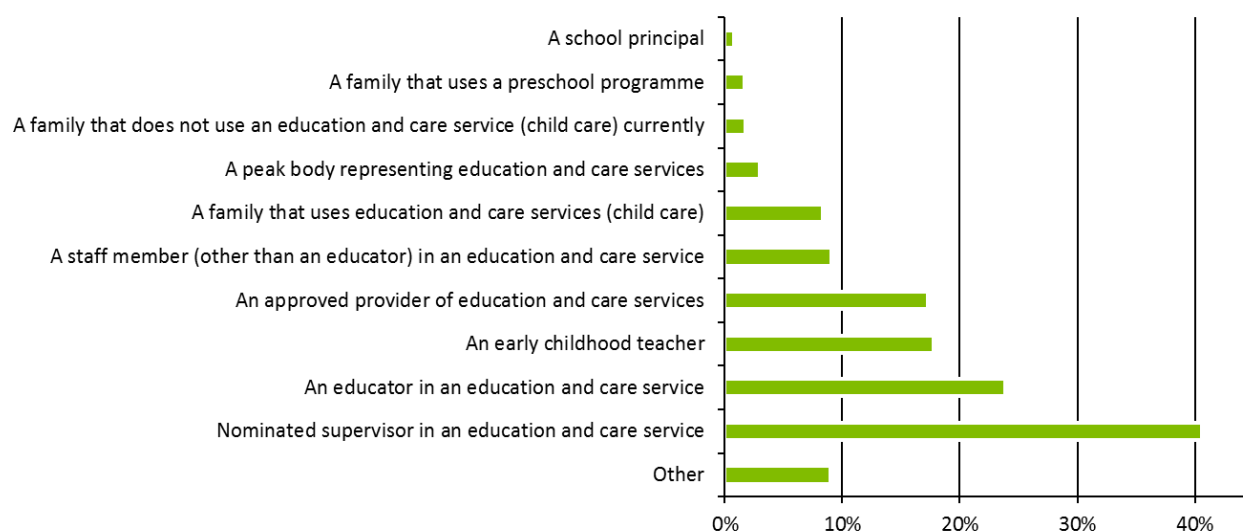 A school principal
A family that uses a preschool programme
A family that does not use an education and care service (child care) currently
A peak body representing education and care services
A family that uses education and care services (child care)
A staff member (other than an educator) in an education and care service
An approved provider of education and care services
An early childhood teacher
An educator in an education and care service
Nominated supervisor in an education and care service
Other
0% 10% 20% 30% 40%